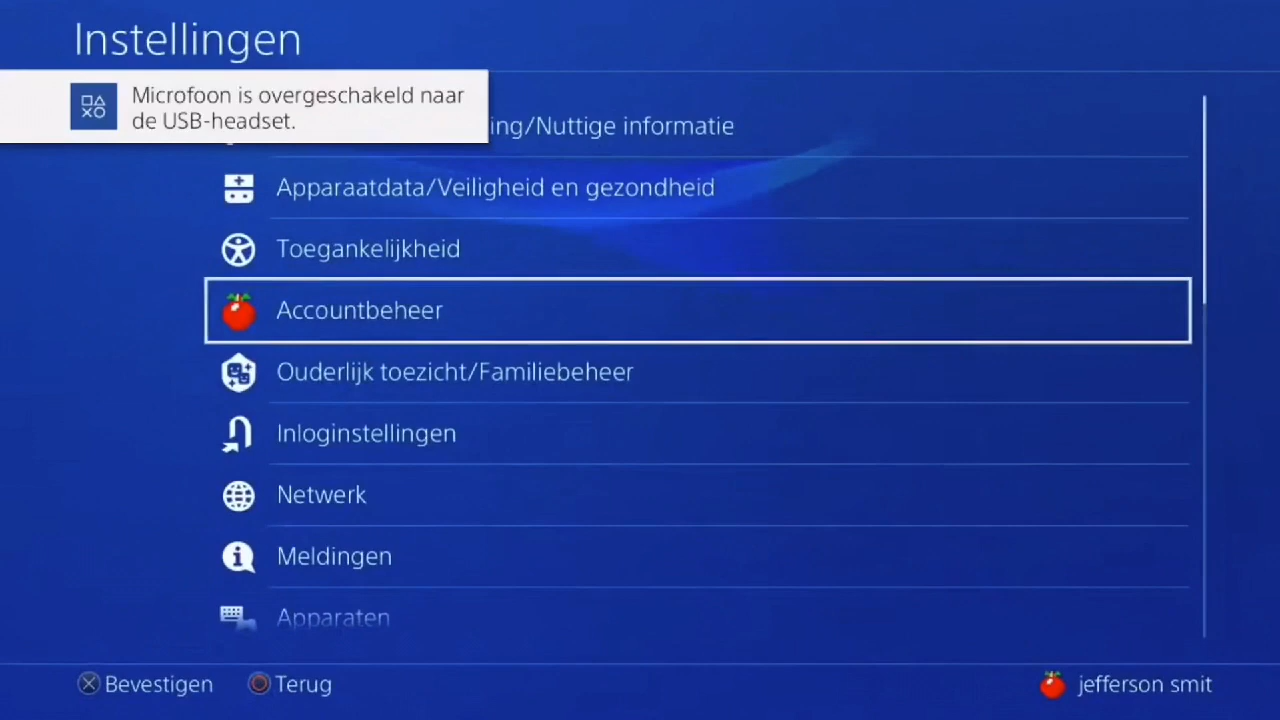 Instellingen
Microfoon is overgeschakeld naar
de USB-headset.
ing/Nuttige informatie
Apparaatdata/Veiligheid en gezondheid
Toegankelijkheid
Accountbeheer
Ouderlijk toezicht/Familiebeheer
Inloginstellingen
Netwerk
Meldingen
Apparaten
Bevestigen
Terug
jefferson smit